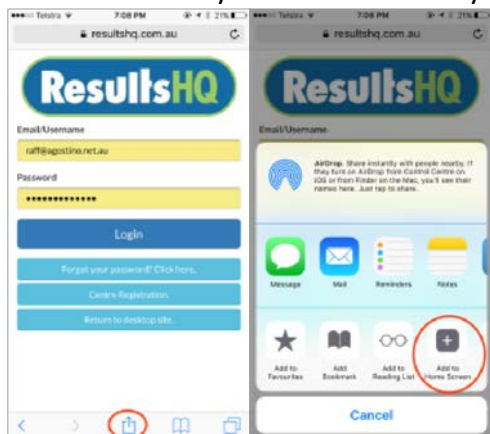 Telstra 7:08 PM 21%
resultshq.com.au
ResultsHQ
Email/Username
raff@agostino.net.au
Password
•••••••••••••
Login
Forgot your password? Click here.
Centre Registration.
Return to desktop site.
Telstra 7:08 PM 21%
resultshq.com.au
ResultsHQ
Email/Username
AirDrop. Share instantly with people nearby. If
they turn on AirDrop from Control Centre on
iOS or from Finder on the Mac, you'll see their
names here. Just tap to share.
Message Mail Reminders Notes
Add to Favourites
Add Bookmark
Add to Reading List
Add to Home Screen
Cancel